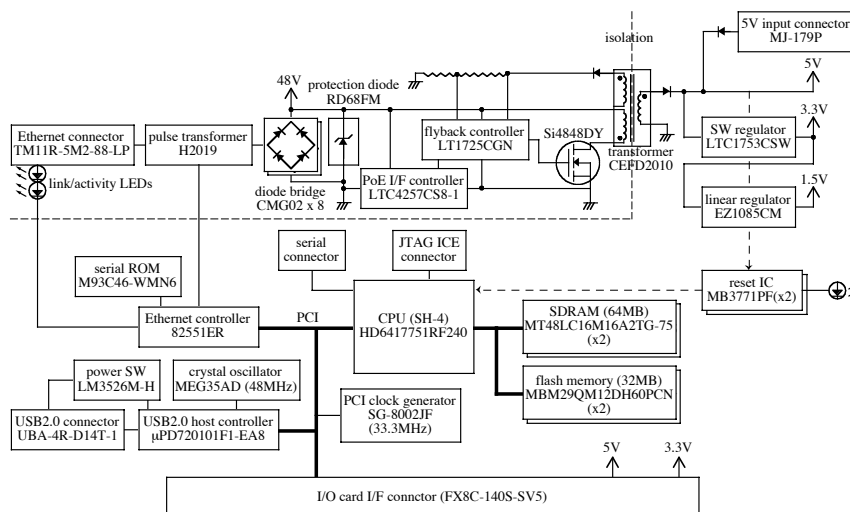 isolation
5V input connector
MJ-179P
48V
protection diode
RD68FM
5V
3.3V
Ethernet connector
TM11R-5M2-88-LP
pulse transformer
H2019
flyback controller
LT1725CGN
Si4848DY
SW regulator
LTC1753CSW
transformer
CEFD2010
link/activity LEDs
diode bridge
CMG02 x 8
PoE I/F controller
LTC4257CS8-1
1.5V
linear regulator
EZ1085CM
serial
connector
JTAG ICE
connector
serial ROM
M93C46-WMN6
reset IC
MB3771PF(x2)
Ethernet controller
82551ER
PCI
CPU (SH-4)
HD6417751RF240
SDRAM (64MB)
MT48LC16M16A2TG-75
(x2)
power SW
LM3526M-H
crystal oscillator
MEG35AD (48MHz)
PCI clock generator
SG-8002JF
(33.3MHz)
flash memory (32MB)
MBM29QM12DH60PCN
(x2)
USB2.0 connector
UBA-4R-D14T-1
USB2.0 host controller
μPD720101F1-EA8
5V
3.3V
I/O card I/F connctor (FX8C-140S-SV5)